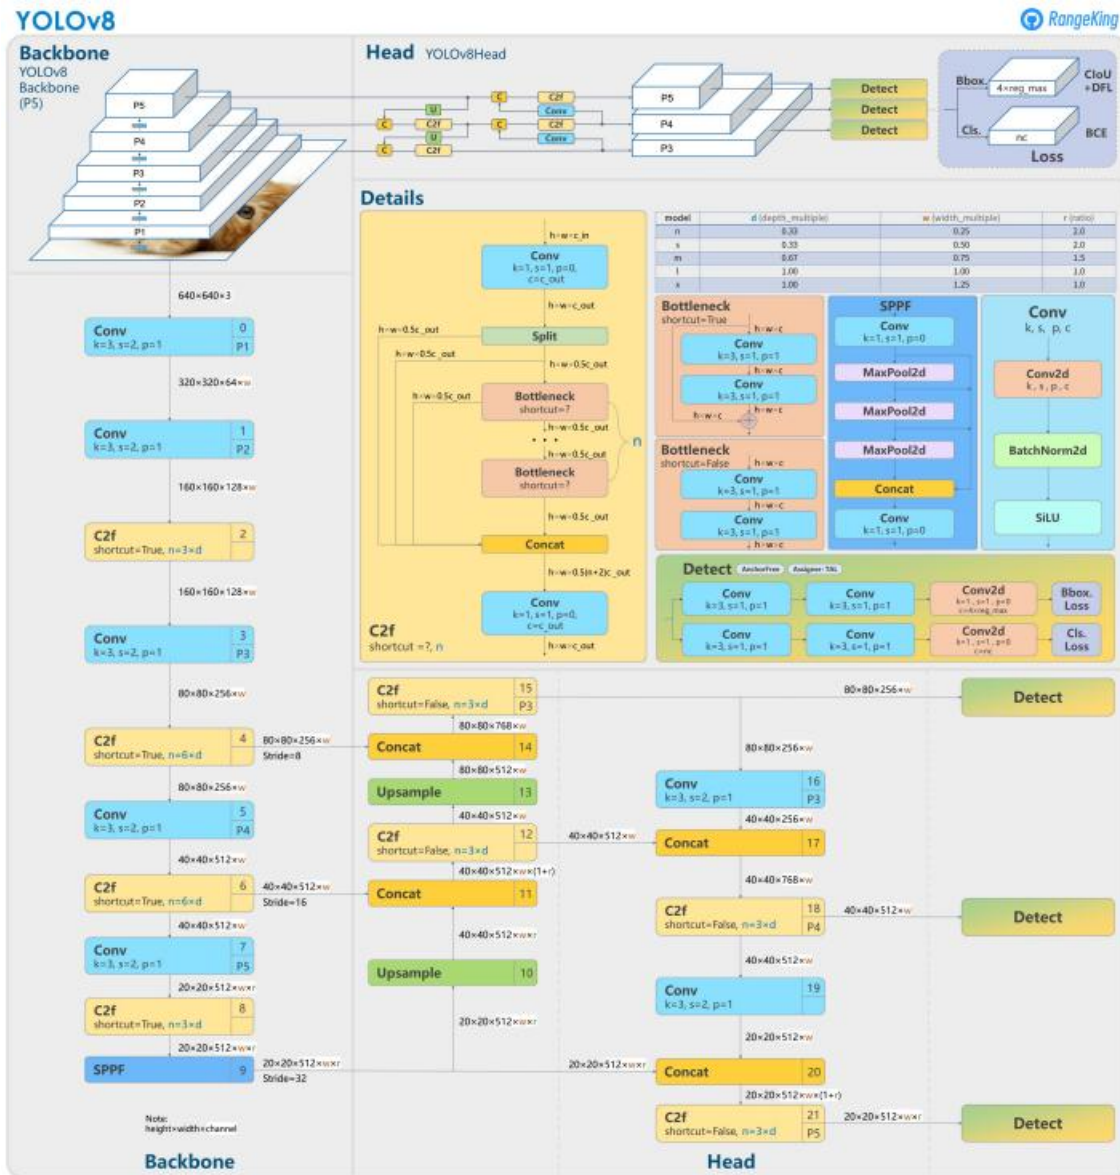 YOLOv8
RangeKing
Backbone
YOLOv8
Backbone
(P5)
P5
P4
P3
P2
P1
Head YOLOv8Head
C
C2f
U
Conv
C
C2f
C
C2f
U
Conv
C
C2f
P5
P4
P3
Detect
Detect
Detect
Bbox.
4×reg_max
CIoU
+DFL
Cls.
nc
BCE
Loss
Details
h×w×c_in
Conv
k=1, s=1, p=0,
c=c_out
h×w×c_out
h×w×0.5c_out
Split
h×w×0.5c_out
h×w×0.5c_out
h×w×0.5c_out
Bottleneck
shortcut=?
h×w×0.5c_out
...
h×w×0.5c_out
n
Bottleneck
shortcut=?
h×w×0.5c_out
Concat
h×w×0.5(n+2)c_out
Conv
k=1, s=1, p=0,
c=c_out
C2f
shortcut =?, n
h×w×c_out
model d (depth_multiple) w (width_multiple) r (ratio)
n 0.33 0.25 2.0
s 0.33 0.50 2.0
m 0.67 0.75 1.5
l 1.00 1.00 1.0
x 1.00 1.25 1.0
Bottleneck
shortcut=True
h×w×c
Conv
k=3, s=1, p=1
h×w×c
Conv
k=3, s=1, p=1
h×w×c
h×w×c
Bottleneck
shortcut=False
h×w×c
Conv
k=3, s=1, p=1
h×w×c
Conv
k=3, s=1, p=1
h×w×c
SPPF
Conv
k=1, s=1, p=0
MaxPool2d
MaxPool2d
MaxPool2d
Concat
Conv
k=1, s=1, p=0
Conv
k, s, p, c
Conv2d
k, s, p, c
BatchNorm2d
SiLU
Detect AnchorFree Assigner: TAL
Conv
k=3, s=1, p=1
Conv
k=3, s=1, p=1
Conv2d
k=1, s=1, p=0
c=4×reg_max
Bbox.
Loss
Conv
k=3, s=1, p=1
Conv
k=3, s=1, p=1
Conv2d
k=1, s=1, p=0
c=nc
Cls.
Loss
640×640×3
Conv 0
k=3, s=2, p=1 P1
320×320×64×w
Conv 1
k=3, s=2, p=1 P2
160×160×128×w
C2f 2
shortcut=True, n=3×d
160×160×128×w
Conv 3
k=3, s=2, p=1 P3
80×80×256×w
C2f 4
shortcut=True, n=6×d
80×80×256×w
Stride=8
80×80×256×w
Conv 5
k=3, s=2, p=1 P4
40×40×512×w
C2f 6
shortcut=True, n=6×d
40×40×512×w
Stride=16
40×40×512×w
Conv 7
k=3, s=2, p=1 P5
20×20×512×w×r
C2f 8
shortcut=True, n=3×d
20×20×512×w×r
SPPF 9
20×20×512×w×r
Stride=32
Note:
height×width×channel
Backbone
C2f 15
shortcut=False, n=3×d P3
80×80×768×w
Concat 14
80×80×512×w
Upsample 13
40×40×512×w
C2f 12
shortcut=False, n=3×d
40×40×512×w
40×40×512×w×(1+r)
Concat 11
40×40×512×w×r
Upsample 10
20×20×512×w×r
80×80×256×w
Detect
80×80×256×w
Conv 16
k=3, s=2, p=1 P3
40×40×256×w
Concat 17
40×40×768×w
C2f 18
shortcut=False, n=3×d P4
40×40×512×w
Detect
40×40×512×w
Conv 19
k=3, s=2, p=1
20×20×512×w
20×20×512×w×r
Concat 20
20×20×512×w×(1+r)
C2f 21
shortcut=False, n=3×d P5
20×20×512×w×r
Detect
Head